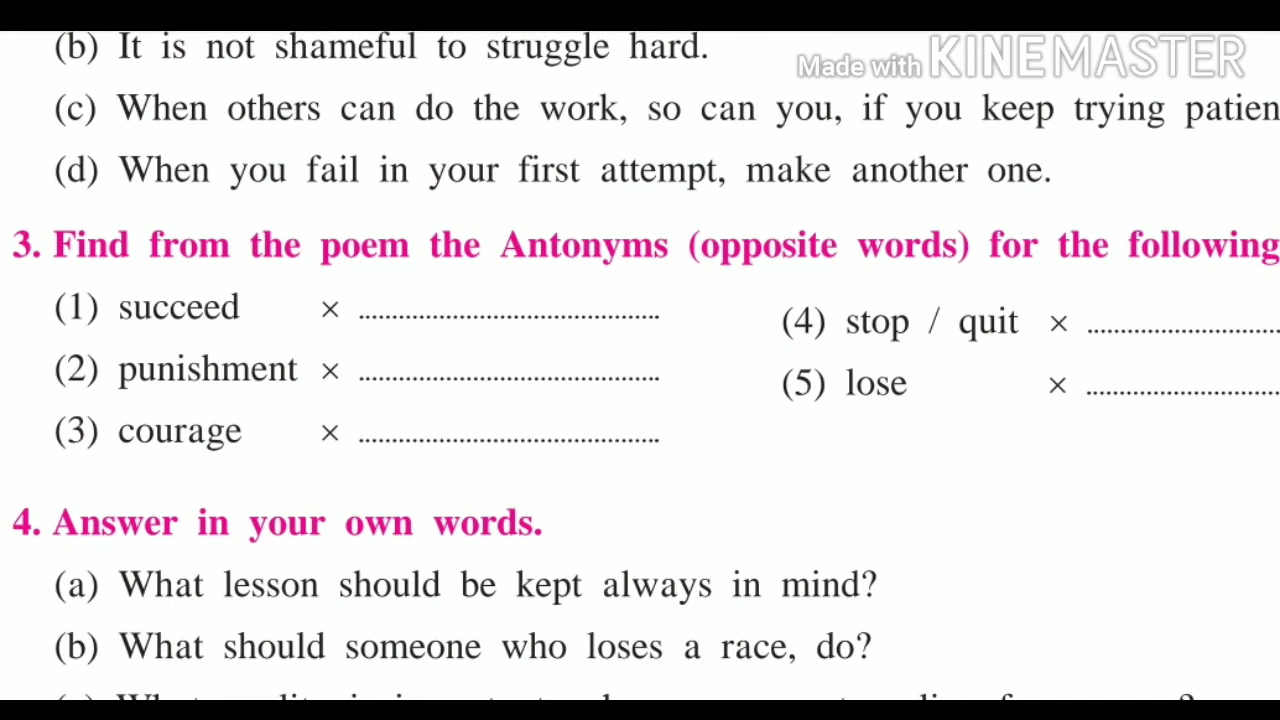 (b) It is not shameful to struggle hard.
Made with KINEMASTER
(c) When others can do the work, so can you, if you keep trying patien
(d) When you fail in your first attempt, make another one.
3. Find from the poem the Antonyms (opposite words) for the following
(1) succeed × ....................
(2) punishment × ....................
(3) courage × ....................
(4) stop / quit × ....................
(5) lose × ....................
4. Answer in your own words.
(a) What lesson should be kept always in mind?
(b) What should someone who loses a race, do?